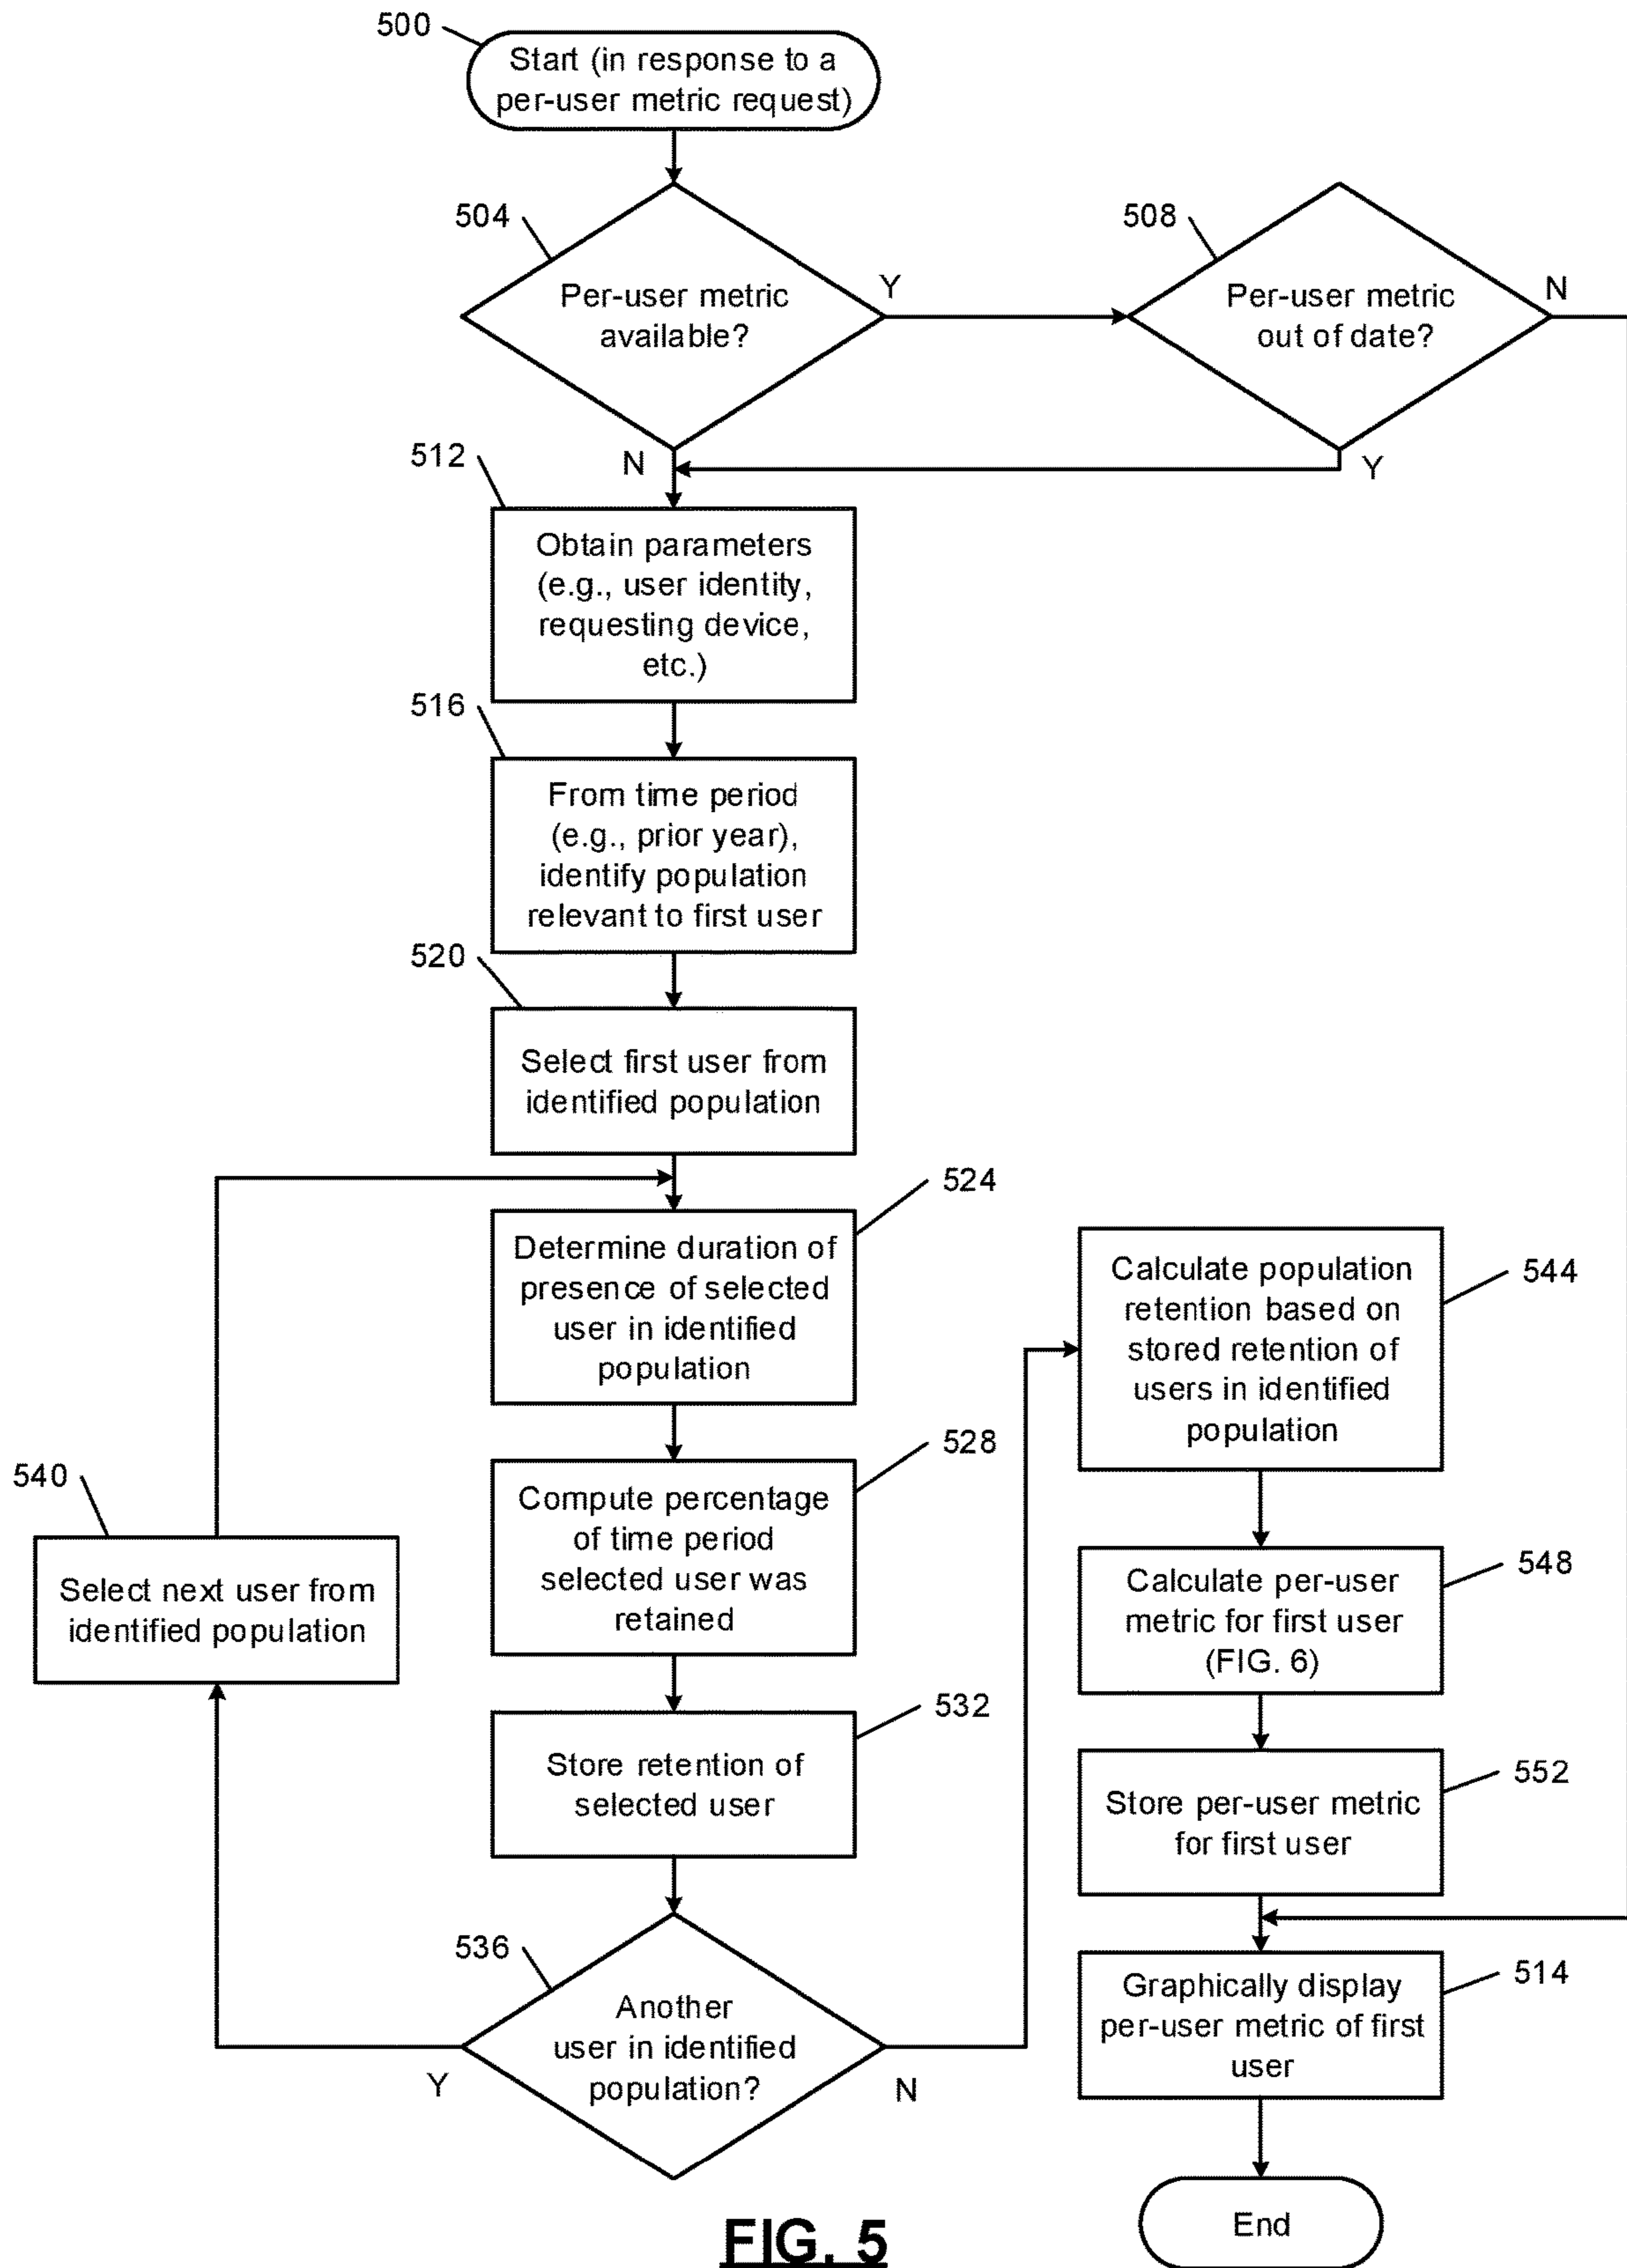 500
Start (in response to a
per-user metric request)
504
Per-user metric
available?
Y
508
Per-user metric
out of date?
N
N
Y
512
Obtain parameters
(e.g., user identity,
requesting device,
etc.)
516
From time period
(e.g., prior year),
identify population
relevant to first user
520
Select first user from
identified population
524
Determine duration of
presence of selected
user in identified
population
528
Compute percentage
of time period
selected user was
retained
532
Store retention of
selected user
536
Another
user in identified
population?
Y
N
540
Select next user from
identified population
544
Calculate population
retention based on
stored retention of
users in identified
population
548
Calculate per-user
metric for first user
(FIG. 6)
552
Store per-user metric
for first user
514
Graphically display
per-user metric of first
user
End
FIG. 5